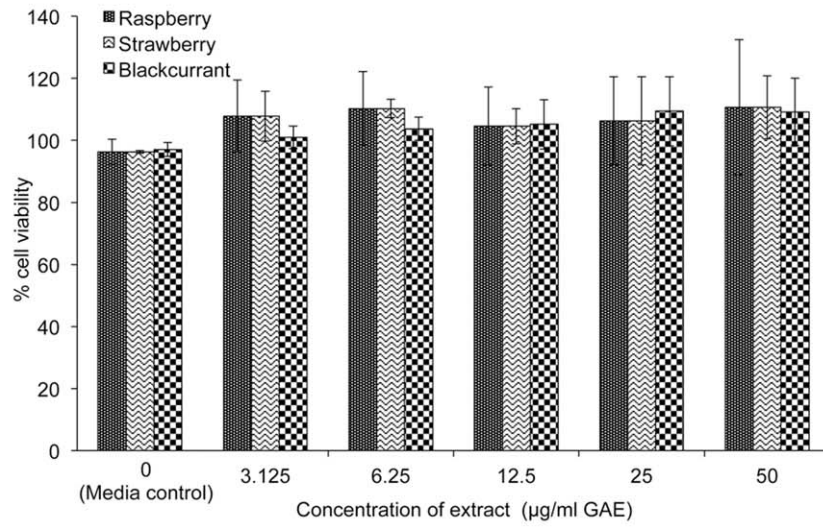 140
120
100
80
60
40
20
0
% cell viability
Raspberry
Strawberry
Blackcurrant
0 3.125 6.25 12.5 25 50
(Media control)
Concentration of extract (µg/ml GAE)